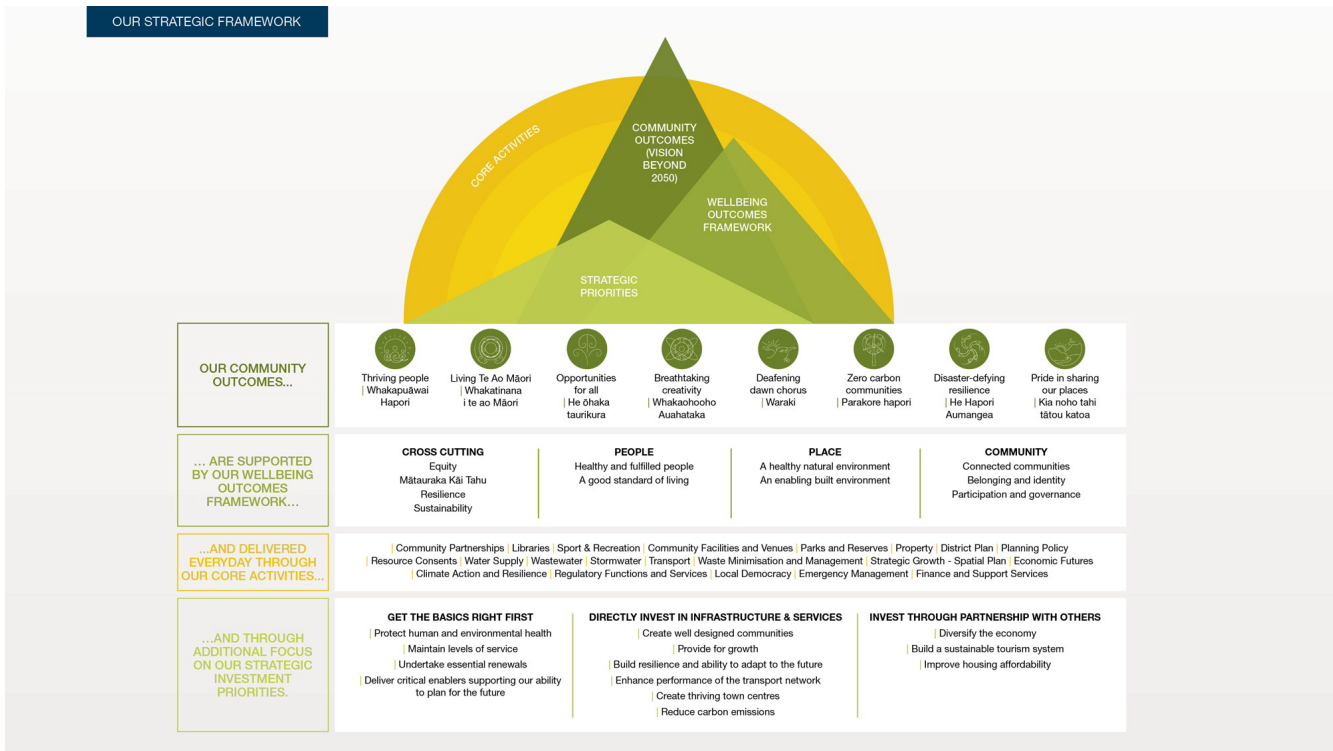 OUR STRATEGIC FRAMEWORK
CORE ACTIVITIES
COMMUNITY
OUTCOMES
(VISION
BEYOND
2050)
WELLBEING
OUTCOMES
FRAMEWORK
STRATEGIC
PRIORITIES
OUR COMMUNITY
OUTCOMES...
Thriving people
| Whakapuāwai
Hapori
Living Te Ao Māori
| Whakatinana
i te ao Māori
Opportunities
for all
| He ōhaka
taurikura
Breathtaking
creativity
| Whakaohooho
Auahataka
Deafening
dawn chorus
| Waraki
Zero carbon
communities
| Parakore hapori
Disaster-defying
resilience
| He Hapori
Aumangea
Pride in sharing
our places
| Kia noho tahi
tātou katoa
... ARE SUPPORTED
BY OUR WELLBEING
OUTCOMES
FRAMEWORK...
CROSS CUTTING
Equity
Mātauraka Kāi Tahu
Resilience
Sustainability
PEOPLE
Healthy and fulfilled people
A good standard of living
PLACE
A healthy natural environment
An enabling built environment
COMMUNITY
Connected communities
Belonging and identity
Participation and governance
...AND DELIVERED
EVERYDAY THROUGH
OUR CORE ACTIVITIES...
| Community Partnerships | Libraries | Sport & Recreation | Community Facilities and Venues | Parks and Reserves | Property | District Plan | Planning Policy
| Resource Consents | Water Supply | Wastewater | Stormwater | Transport | Waste Minimisation and Management | Strategic Growth - Spatial Plan | Economic Futures
| Climate Action and Resilience | Regulatory Functions and Services | Local Democracy | Emergency Management | Finance and Support Services
...AND THROUGH
ADDITIONAL FOCUS
ON OUR STRATEGIC
INVESTMENT
PRIORITIES.
GET THE BASICS RIGHT FIRST
| Protect human and environmental health
| Maintain levels of service
| Undertake essential renewals
| Deliver critical enablers supporting our ability
to plan for the future
DIRECTLY INVEST IN INFRASTRUCTURE & SERVICES
| Create well designed communities
| Provide for growth
| Build resilience and ability to adapt to the future
| Enhance performance of the transport network
| Create thriving town centres
| Reduce carbon emissions
INVEST THROUGH PARTNERSHIP WITH OTHERS
| Diversify the economy
| Build a sustainable tourism system
| Improve housing affordability